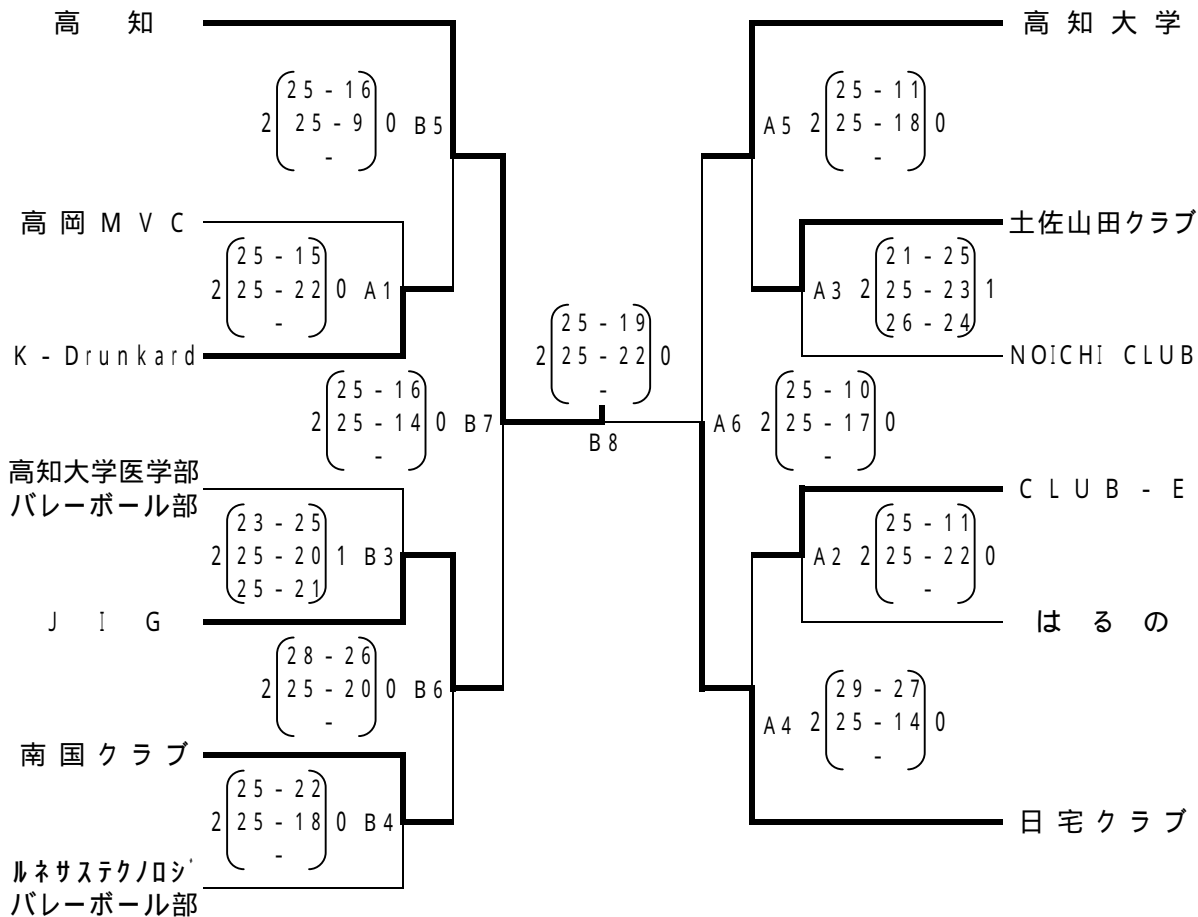 高知
25-16
2 25-9 0 B5
-
高岡MVC
25-15
2 25-22 0 A1
-
K-Drunkard
25-16
2 25-14 0 B7
-
高知大学医学部
バレーボール部
23-25
2 25-20 1 B3
25-21
JIG
28-26
2 25-20 0 B6
-
南国クラブ
25-22
2 25-18 0 B4
-
ルネサステクノロジ
バレーボール部
25-19
2 25-22 0
-
B8
高知大学
25-11
A5 2 25-18 0
-
土佐山田クラブ
21-25
A3 2 25-23 1
26-24
NOICHI CLUB
25-10
A6 2 25-17 0
-
CLUB-E
25-11
A2 2 25-22 0
-
はるの
29-27
A4 2 25-14 0
-
日宅クラブ